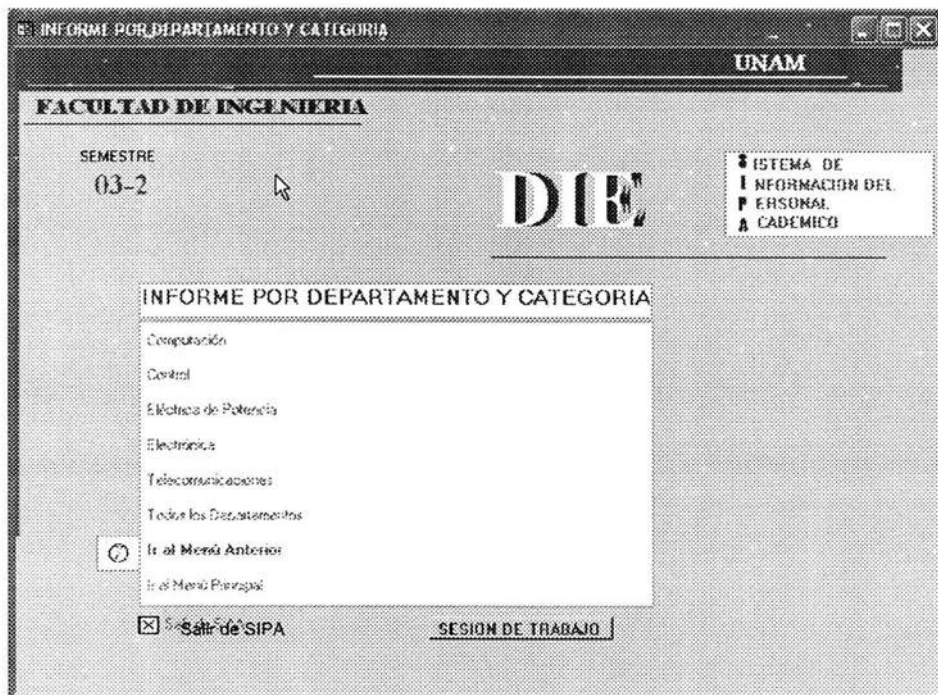 INFORME POR DEPARTAMENTO Y CATEGORIA
UNAM
FACULTAD DE INGENIERIA
SEMESTRE
03-2
DIE
SISTEMA DE
INFORMACION DEL
PERSONAL
ACADEMICO
INFORME POR DEPARTAMENTO Y CATEGORIA
Computación
Control
Eléctrica de Potencia
Electrónica
Telecomunicaciones
Todos los Departamentos
Ir al Menú Anterior
Ir al Menú Principal
Salir de SIPA
SESION DE TRABAJO